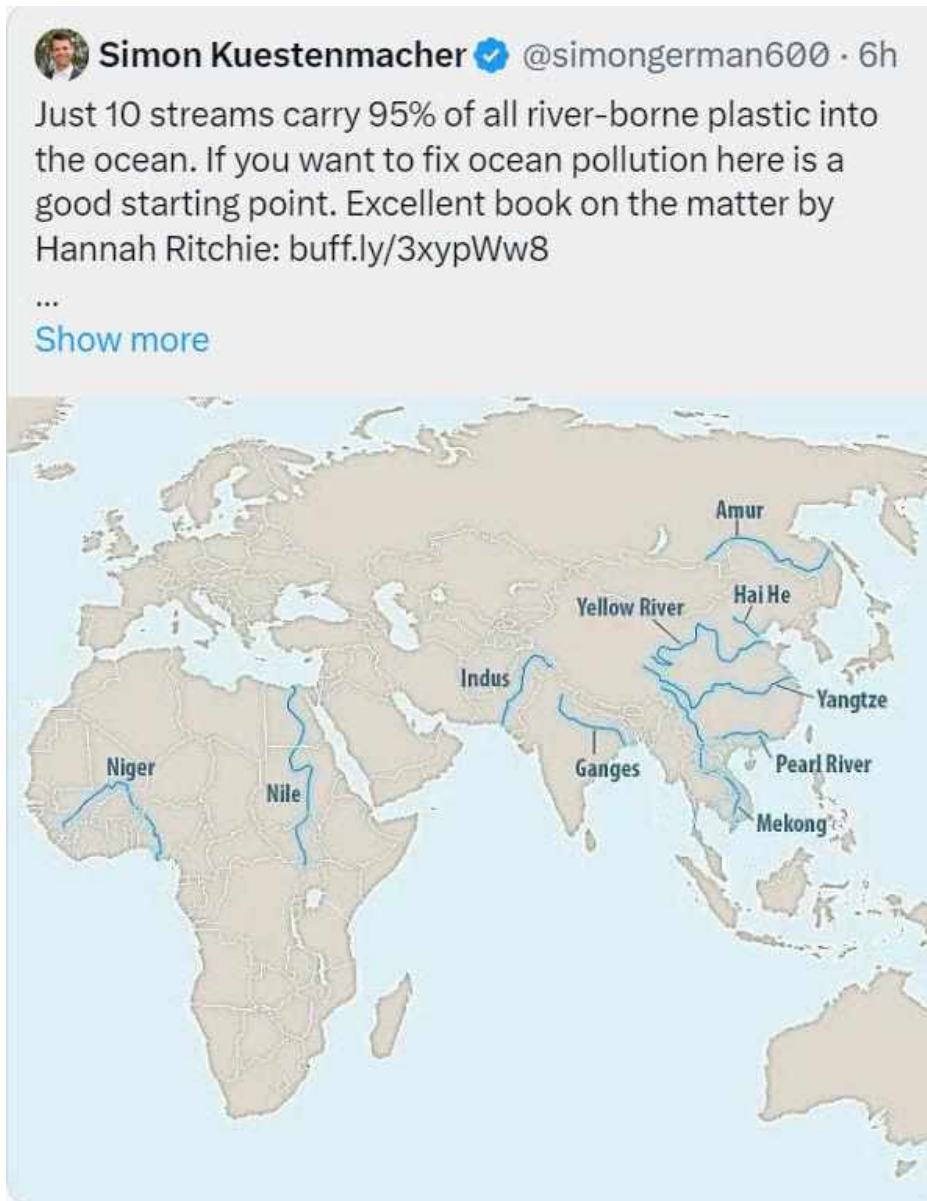 Simon Kuestenmacher @simongerman600 · 6h
Just 10 streams carry 95% of all river-borne plastic into
the ocean. If you want to fix ocean pollution here is a
good starting point. Excellent book on the matter by
Hannah Ritchie: buff.ly/3xypWw8
...
Show more
Amur
Hai He
Yellow River
Indus
Yangtze
Niger
Ganges
Pearl River
Nile
Mekong